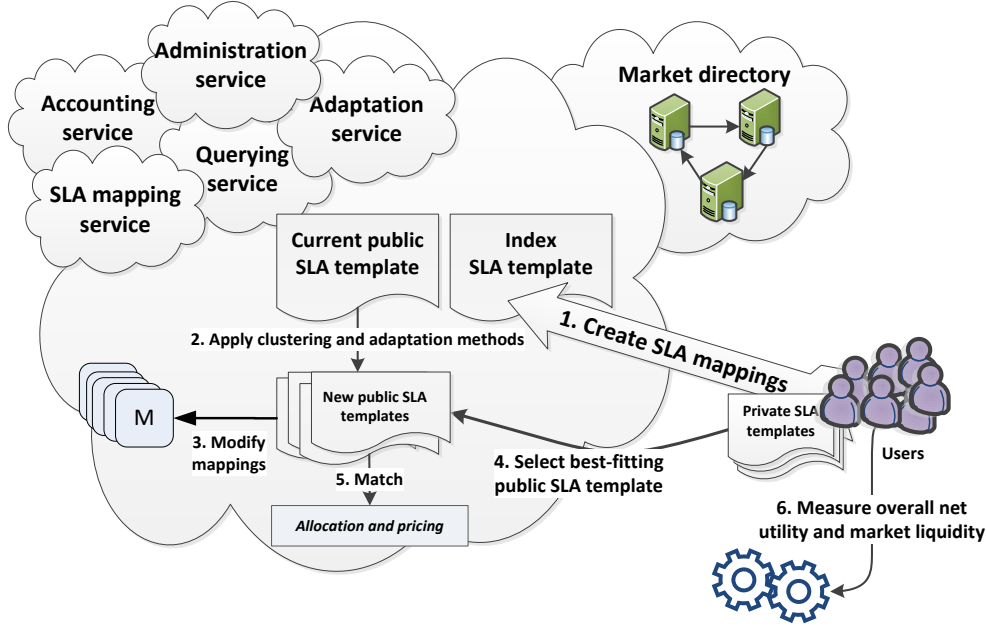 Administration
service
Accounting
service
Adaptation
service
Querying
service
SLA mapping
service
Market directory
Current public
SLA template
Index
SLA template
1. Create SLA mappings
2. Apply clustering and adaptation methods
M
New public SLA
templates
Private SLA
templates
Users
3. Modify
mappings
4. Select best-fitting
public SLA template
5. Match
Allocation and pricing
6. Measure overall net
utility and market liquidity